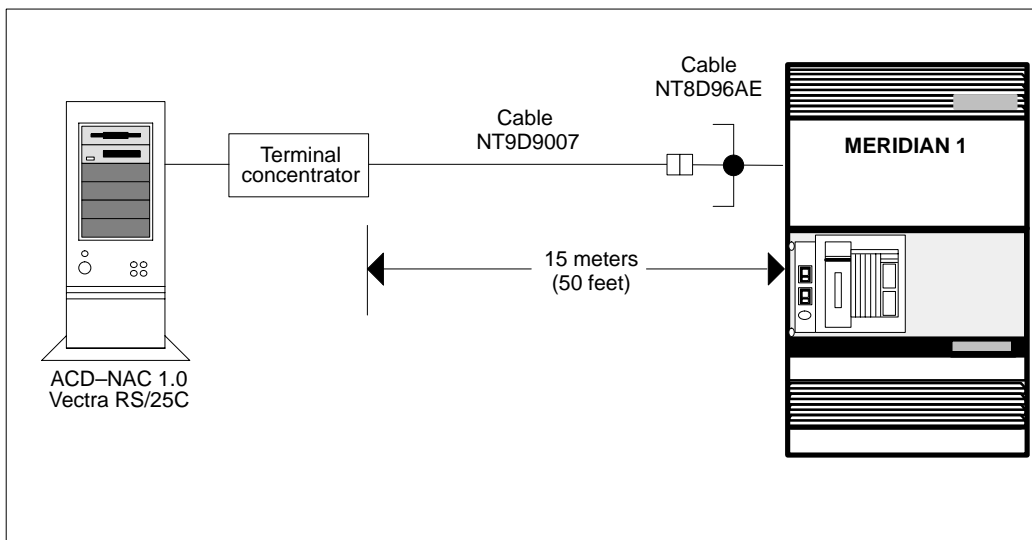 Cable
NT8D96AE
Cable
NT9D9007
MERIDIAN 1
Terminal
concentrator
15 meters
(50 feet)
ACD–NAC 1.0
Vectra RS/25C